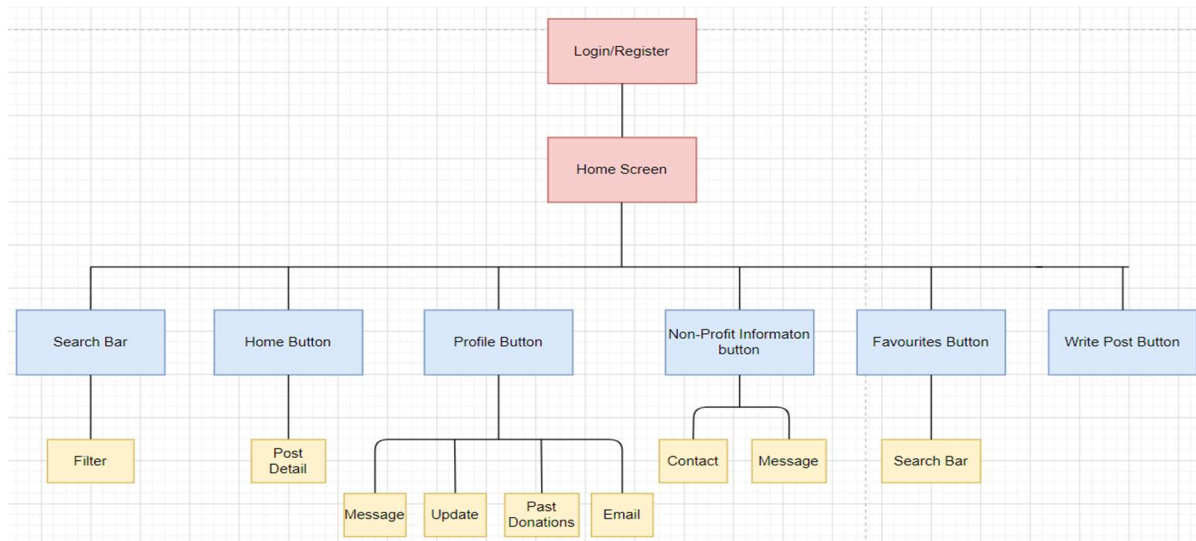 Login/Register
Home Screen
Search Bar
Home Button
Profile Button
Non-Profit Informaton
button
Favourites Button
Write Post Button
Filter
Post
Detail
Message
Update
Past
Donations
Email
Contact
Message
Search Bar